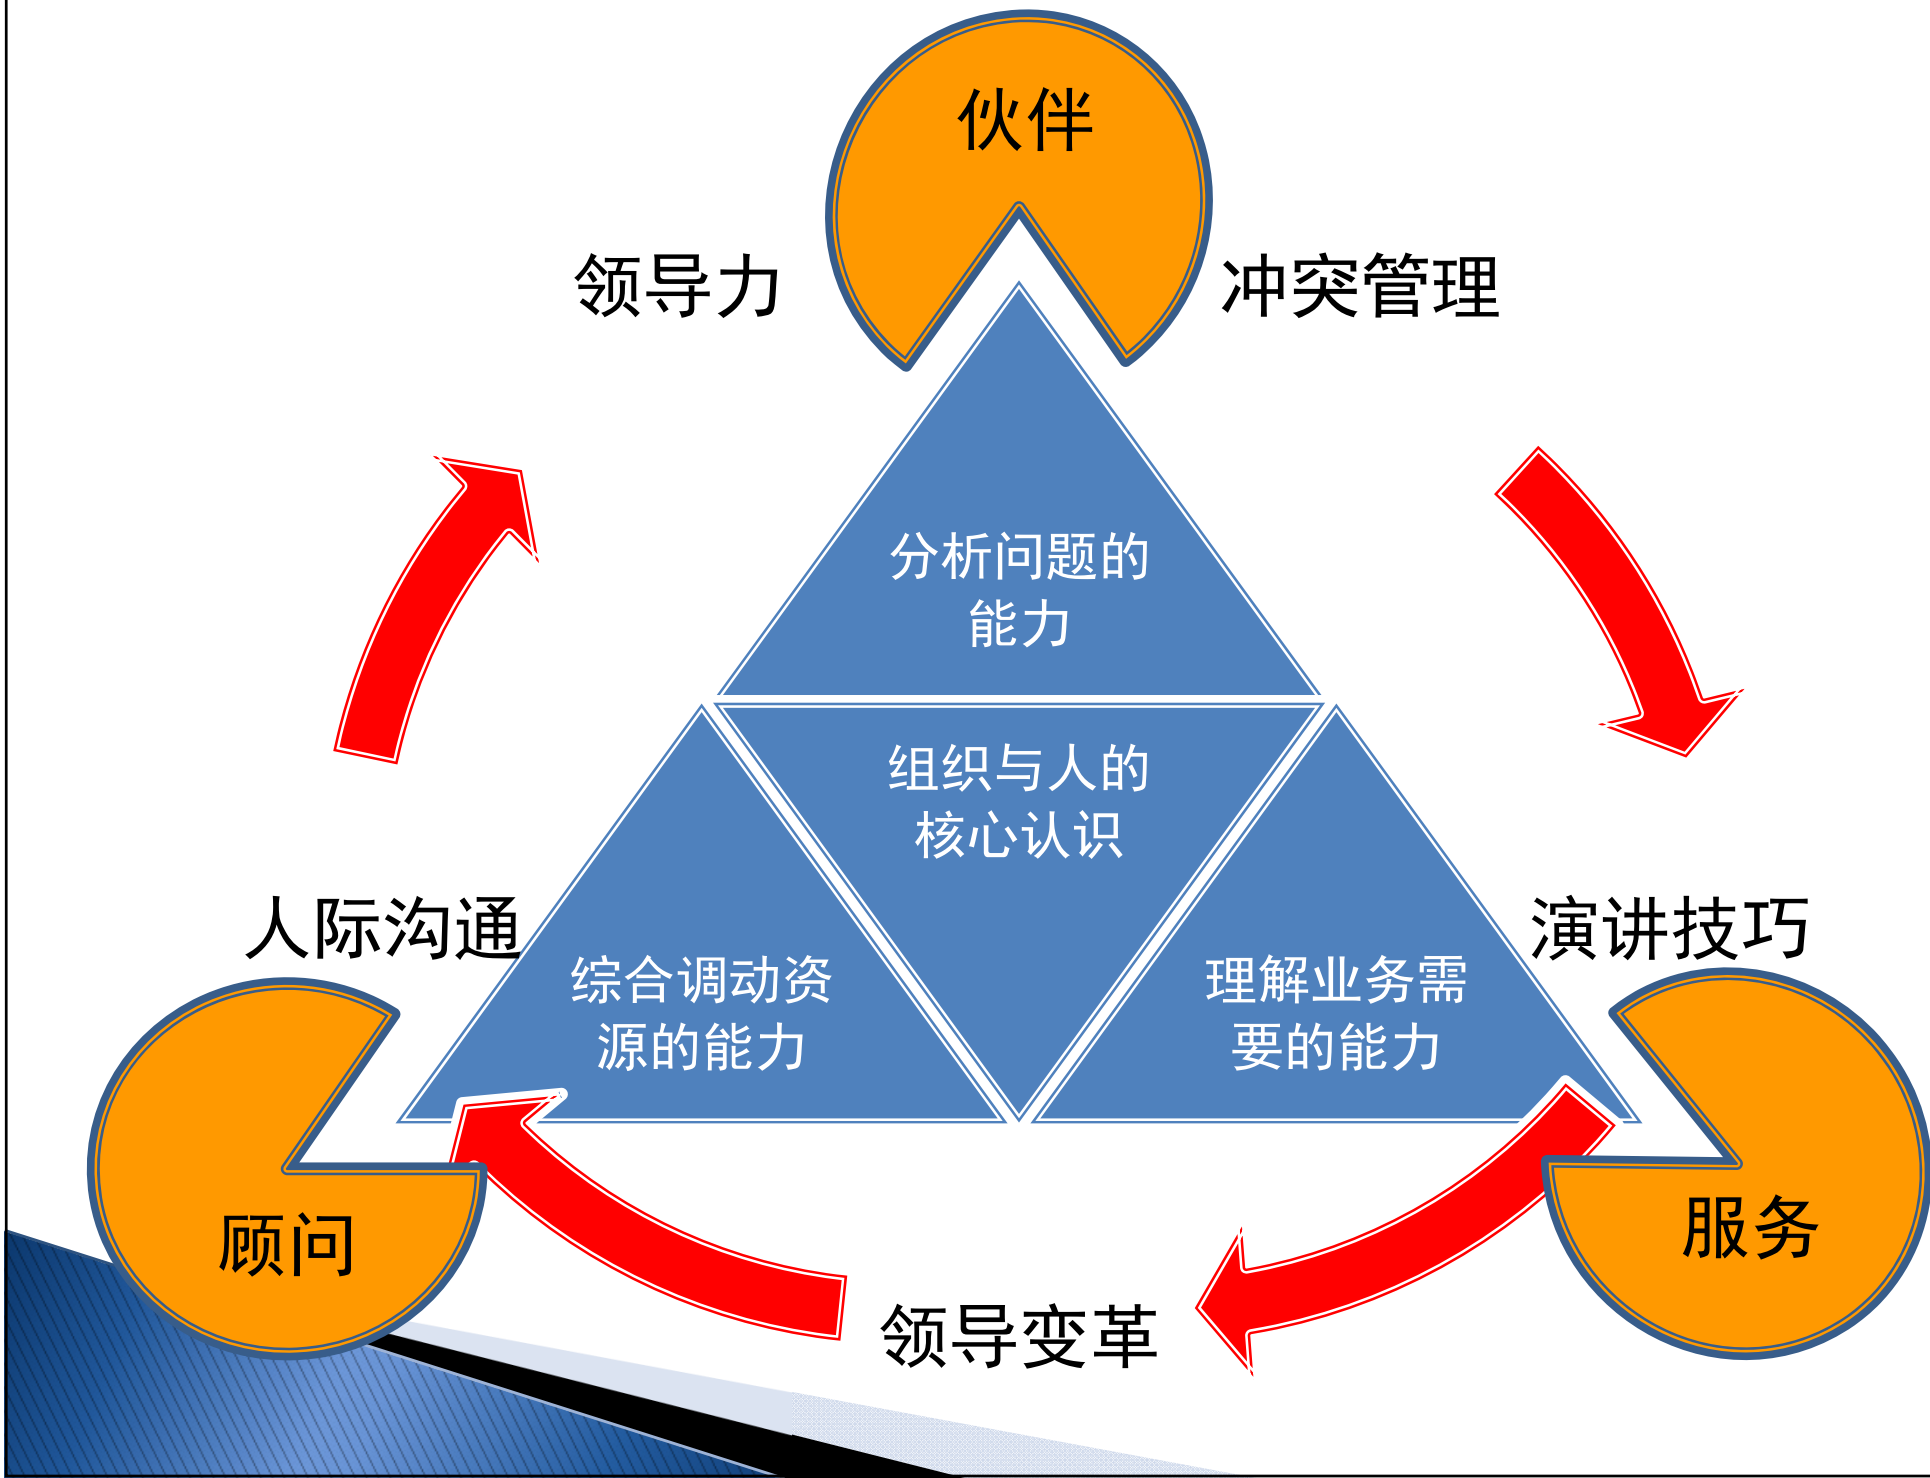 伙伴
领导力
冲突管理
分析问题的
能力
组织与人的
核心认识
人际沟通
演讲技巧
综合调动资
源的能力
理解业务需
要的能力
顾问
服务
领导变革